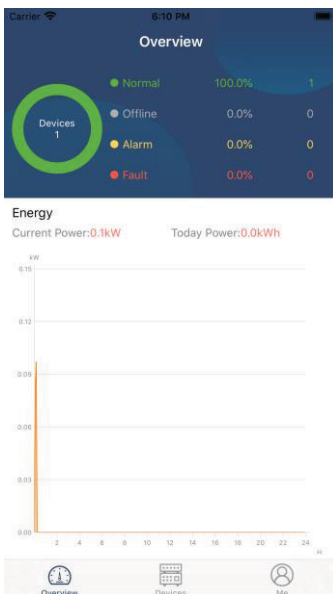 Carrier 6:10 PM
Overview
Devices
1
Normal 100.0% 1
Offline 0.0% 0
Alarm 0.0% 0
Fault 0.0% 0
Energy
Current Power:0.1kW Today Power:0.0kWh
kW
0.15
0.12
0.09
0.06
0.03
0.00
2 4 6 8 10 12 14 16 18 20 22 24
H
Overview Devices Me